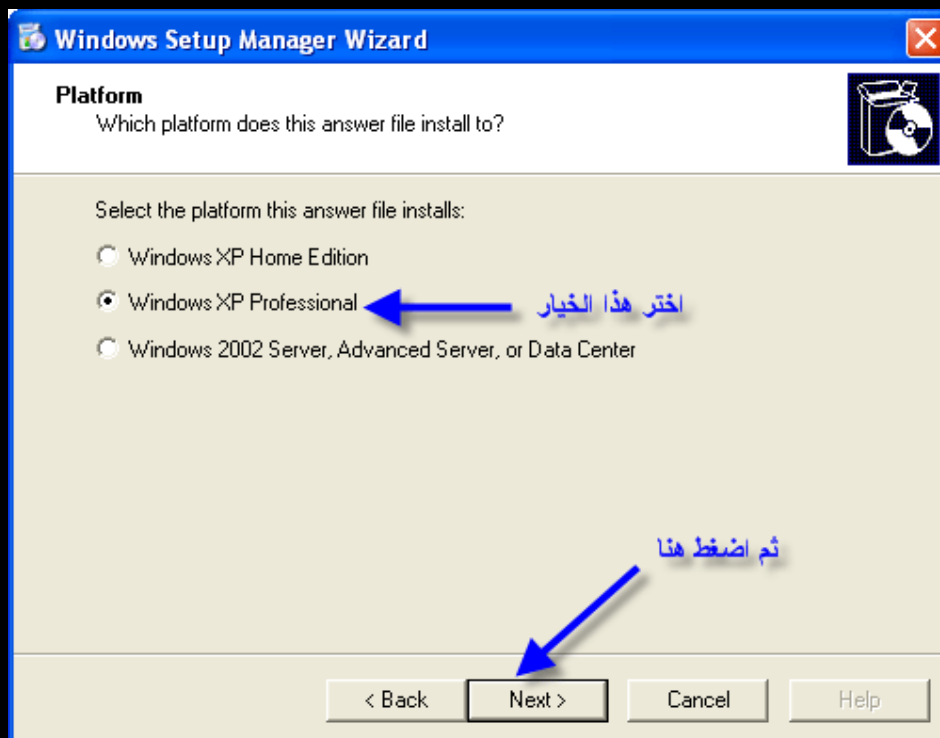 Windows Setup Manager Wizard
Platform
Which platform does this answer file install to?
Select the platform this answer file installs:
Windows XP Home Edition
Windows XP Professional
اختر هذا الخيار
Windows 2002 Server, Advanced Server, or Data Center
ثم اضغط هنا
< Back
Next >
Cancel
Help